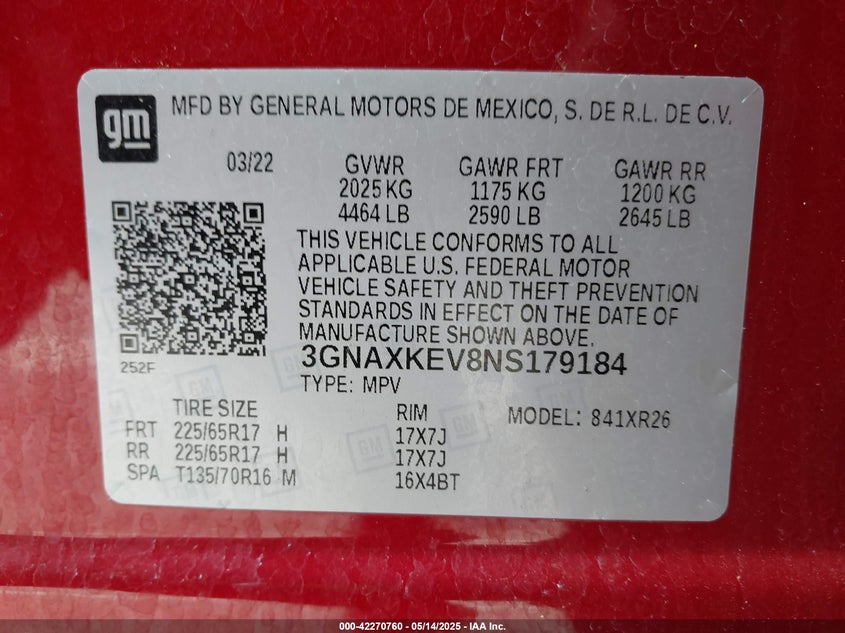 gm
MFD BY GENERAL MOTORS DE MEXICO, S. DE R.L. DE C.V.
03/22 GVWR GAWR FRT GAWR RR
2025 KG 1175 KG 1200 KG
4464 LB 2590 LB 2645 LB
THIS VEHICLE CONFORMS TO ALL
APPLICABLE U.S. FEDERAL MOTOR
VEHICLE SAFETY AND THEFT PREVENTION
STANDARDS IN EFFECT ON THE DATE OF
MANUFACTURE SHOWN ABOVE.
252F
3GNAXKEV8NS179184
TYPE: MPV
TIRE SIZE RIM MODEL: 841XR26
FRT 225/65R17 H 17X7J
RR 225/65R17 H 17X7J
SPA T135/70R16 M 16X4BT
000-42270760 - 05/14/2025 - IAA Inc.